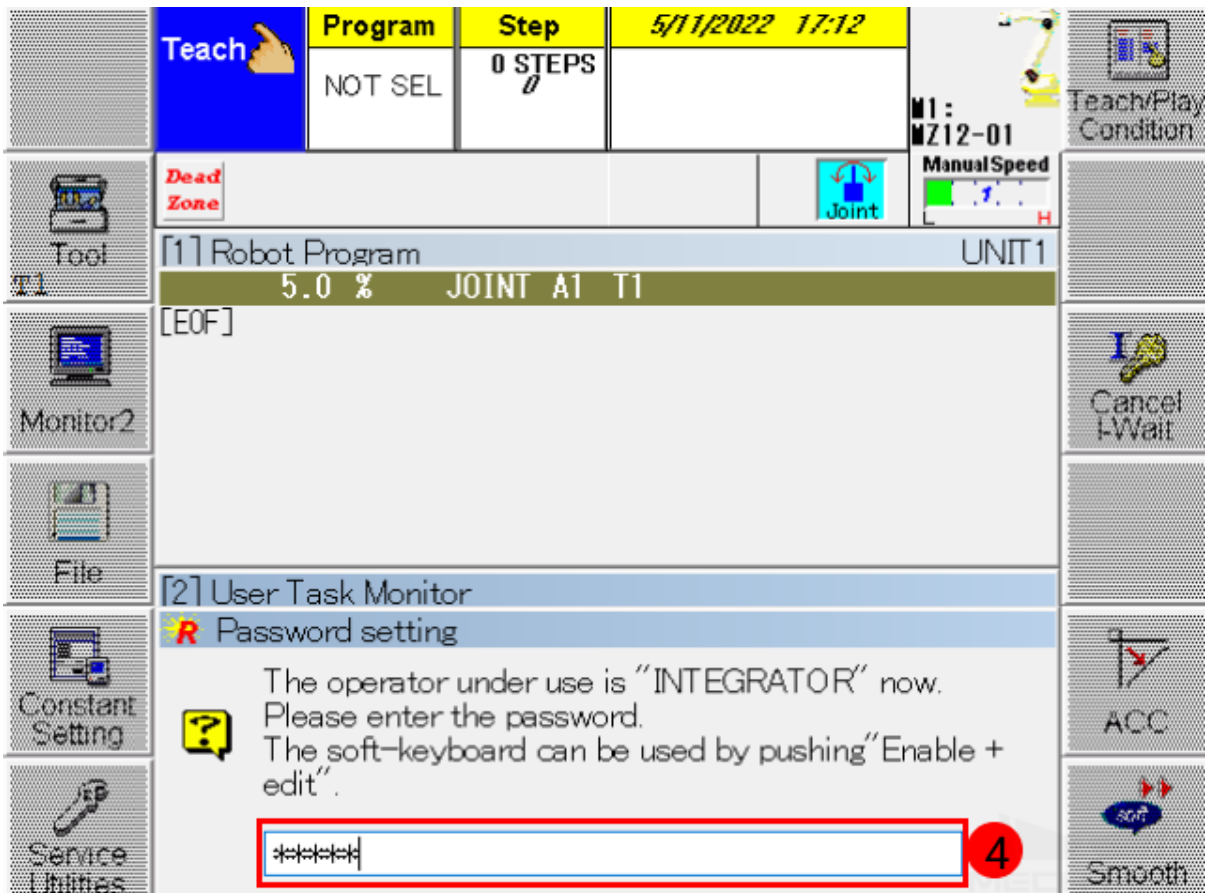 Teach
Program
Step
5/11/2022 17:12
NOT SEL
0 STEPS
0
M1:
MZ12-01
Teach/Play
Condition
Dead
Zone
Joint
Manual Speed
1
L H
Tool
T1
[1] Robot Program UNIT1
5.0 % JOINT A1 T1
[EOF]
Monitor2
I
Cancel
I-Wait
File
[2] User Task Monitor
R Password setting
The operator under use is "INTEGRATOR" now.
Please enter the password.
The soft-keyboard can be used by pushing"Enable +
edit".
*****
4
Constant
Setting
ACC
Service
Utilities
soft
Smooth